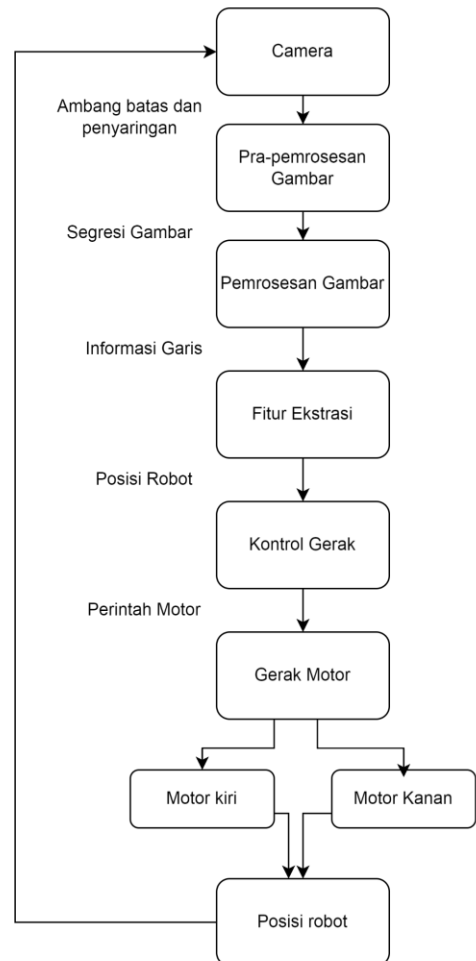 Camera
Ambang batas dan
penyaringan
Pra-pemrosesan
Gambar
Segresi Gambar
Pemrosesan Gambar
Informasi Garis
Fitur Ekstrasi
Posisi Robot
Kontrol Gerak
Perintah Motor
Gerak Motor
Motor kiri
Motor Kanan
Posisi robot